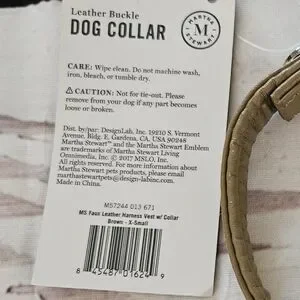 Leather Buckle
DOG COLLAR
MARTHA
M
STEWART
CARE: Wipe clean. Do not machine wash,
iron, bleach, or tumble dry.
⚠ CAUTION: Not for tie-out. Please
remove from your dog if any part becomes
loose or broken.
Dist. by/par: DesignLab, Inc. 19210 S. Vermont
Avenue, Bldg. E, Gardena, CA, USA 90248
Martha Stewart™ and the Martha Stewart Emblem
are trademarks of Martha Stewart Living
Omnimedia, Inc. © 2017 MSLO, Inc.
For more information about Martha
Stewart pets products, please email
marthastewartpets@design-labinc.com
Made in China.
MS7244 013 671
MS Faux Leather Harness Vest w/ Collar
Brown - X-Small
8 45487 01624 9